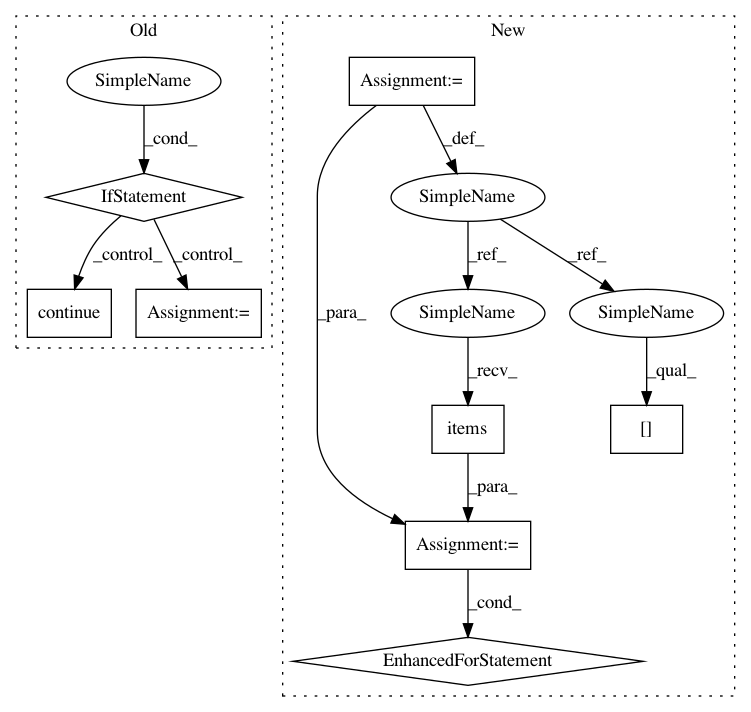 Old
New
SimpleName
Assignment:=
_cond_
_def_
IfStatement
SimpleName
_control_
_control_
_ref_
_ref_
continue
Assignment:=
_para_
SimpleName
SimpleName
_recv_
_qual_
items
[]
_para_
Assignment:=
_cond_
EnhancedForStatement